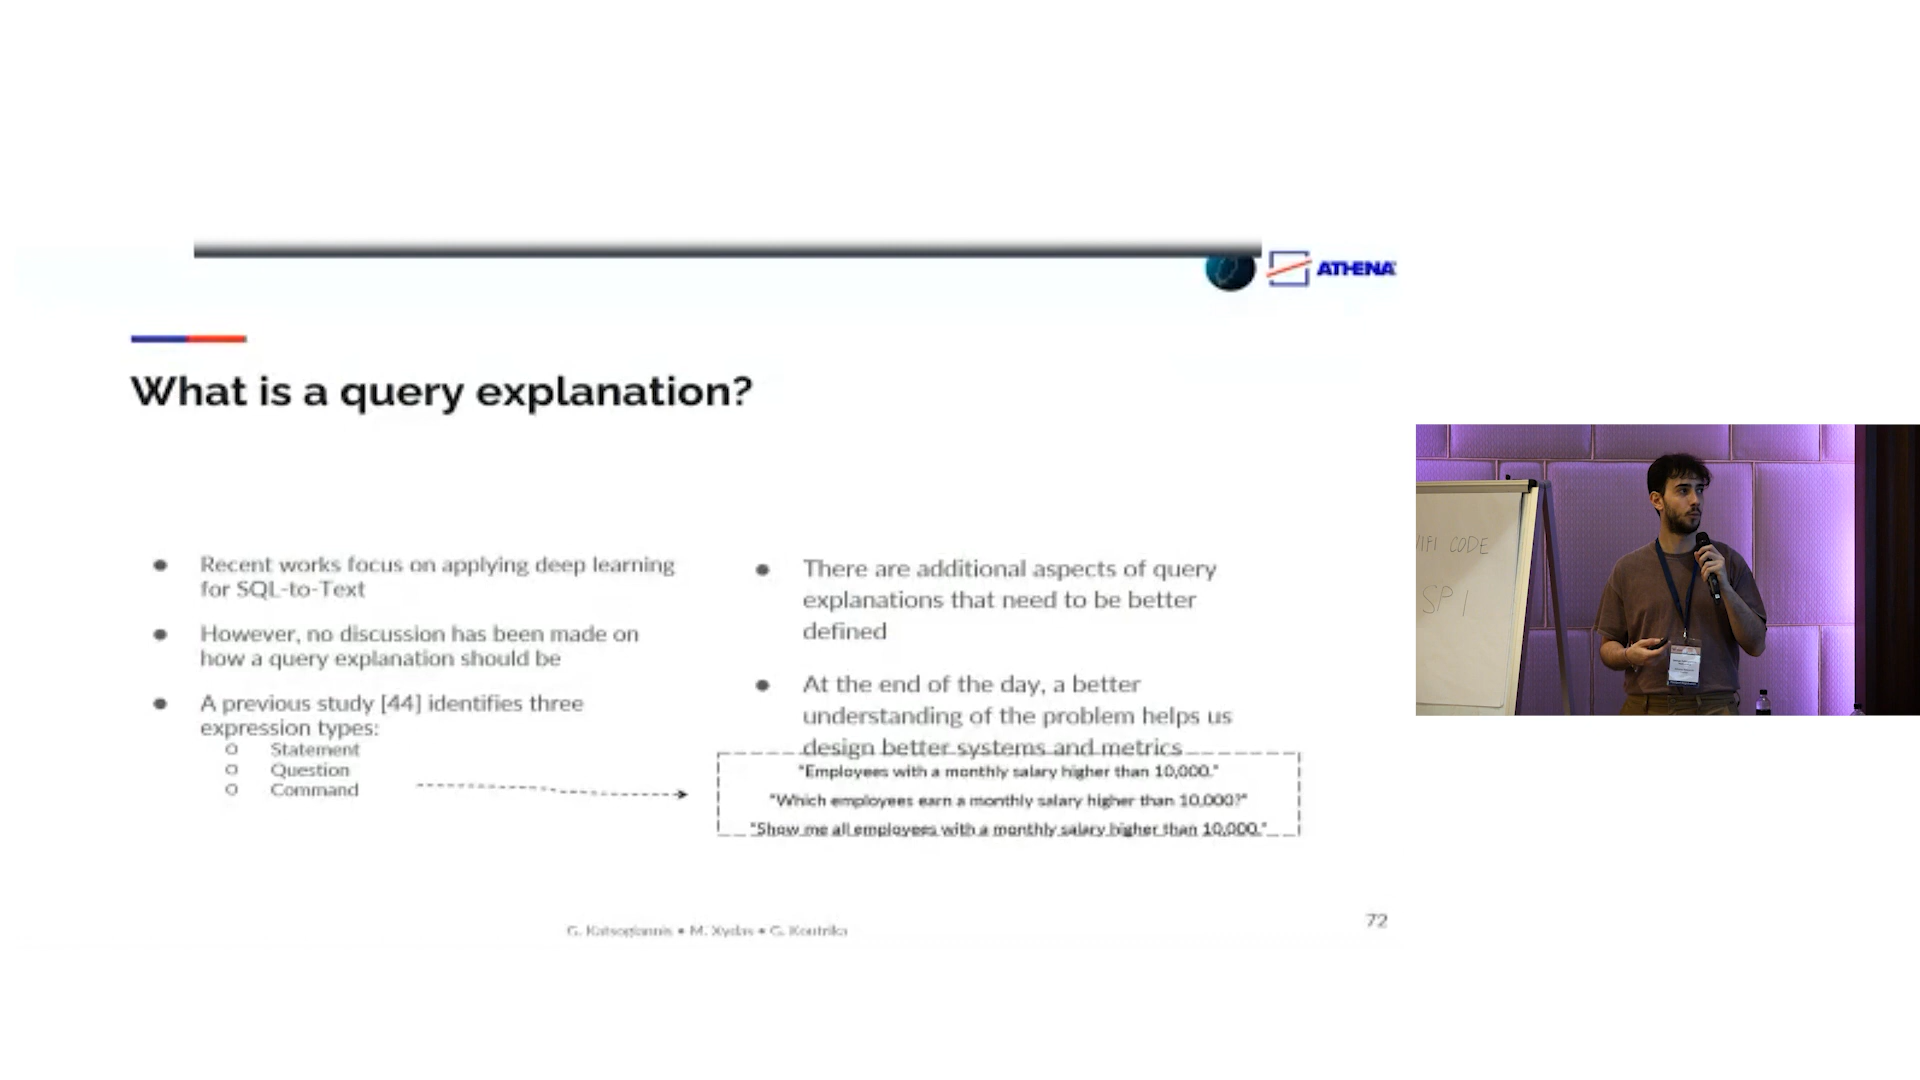 ATHENA
What is a query explanation?
Recent works focus on applying deep learning
for SQL-to-Text
However, no discussion has been made on
how a query explanation should be
A previous study [44] identifies three
expression types:
Statement
Question
Command
There are additional aspects of query
explanations that need to be better
defined
At the end of the day, a better
understanding of the problem helps us
design better systems and metrics
"Employees with a monthly salary higher than 10,000."
"Which employees earn a monthly salary higher than 10,000?"
"Show me all employees with a monthly salary higher than 10,000."
G. Katsogiannis • M. Xydas • G. Koutrika
72
CODE
SP 1